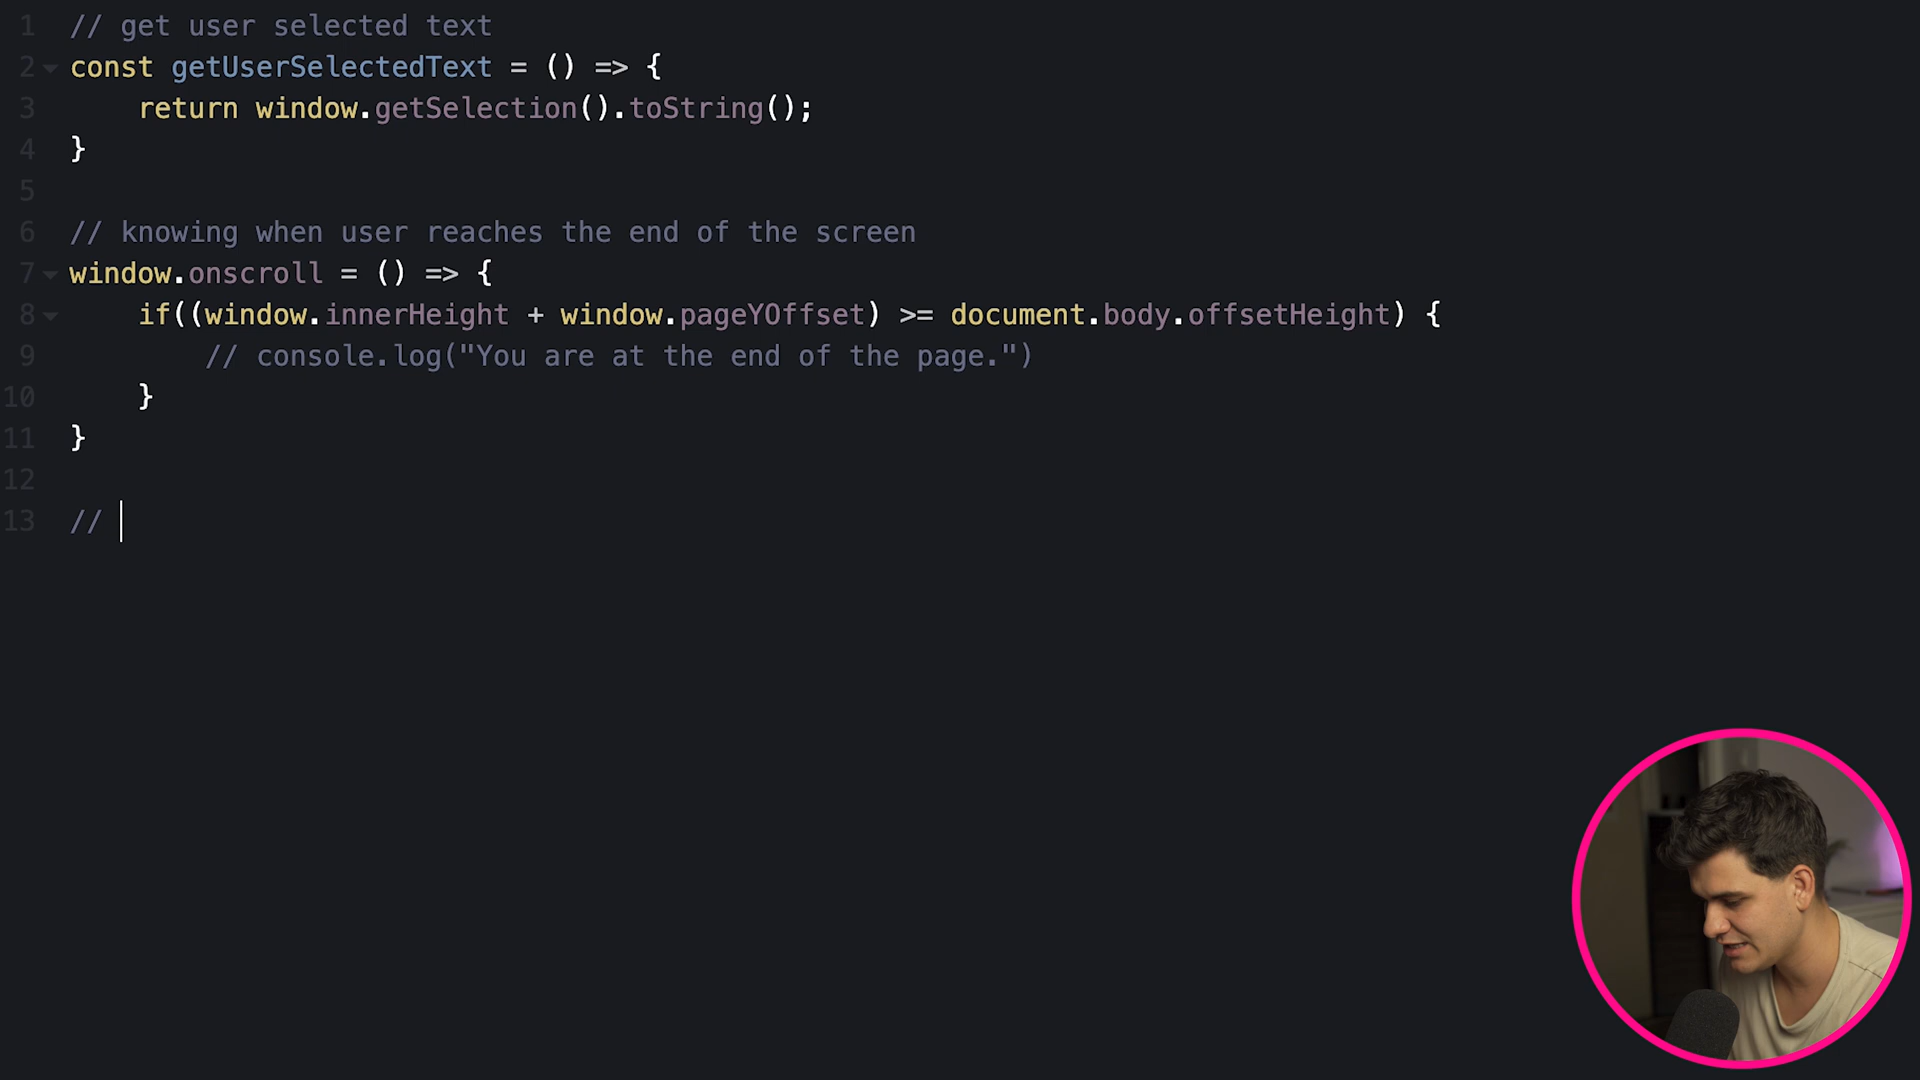 1 // get user selected text
2 const getUserSelectedText = () => {
3     return window.getSelection().toString();
4 }
5
6 // knowing when user reaches the end of the screen
7 window.onscroll = () => {
8     if((window.innerHeight + window.pageYOffset) >= document.body.offsetHeight) {
9         // console.log("You are at the end of the page.")
10     }
11 }
12
13 //